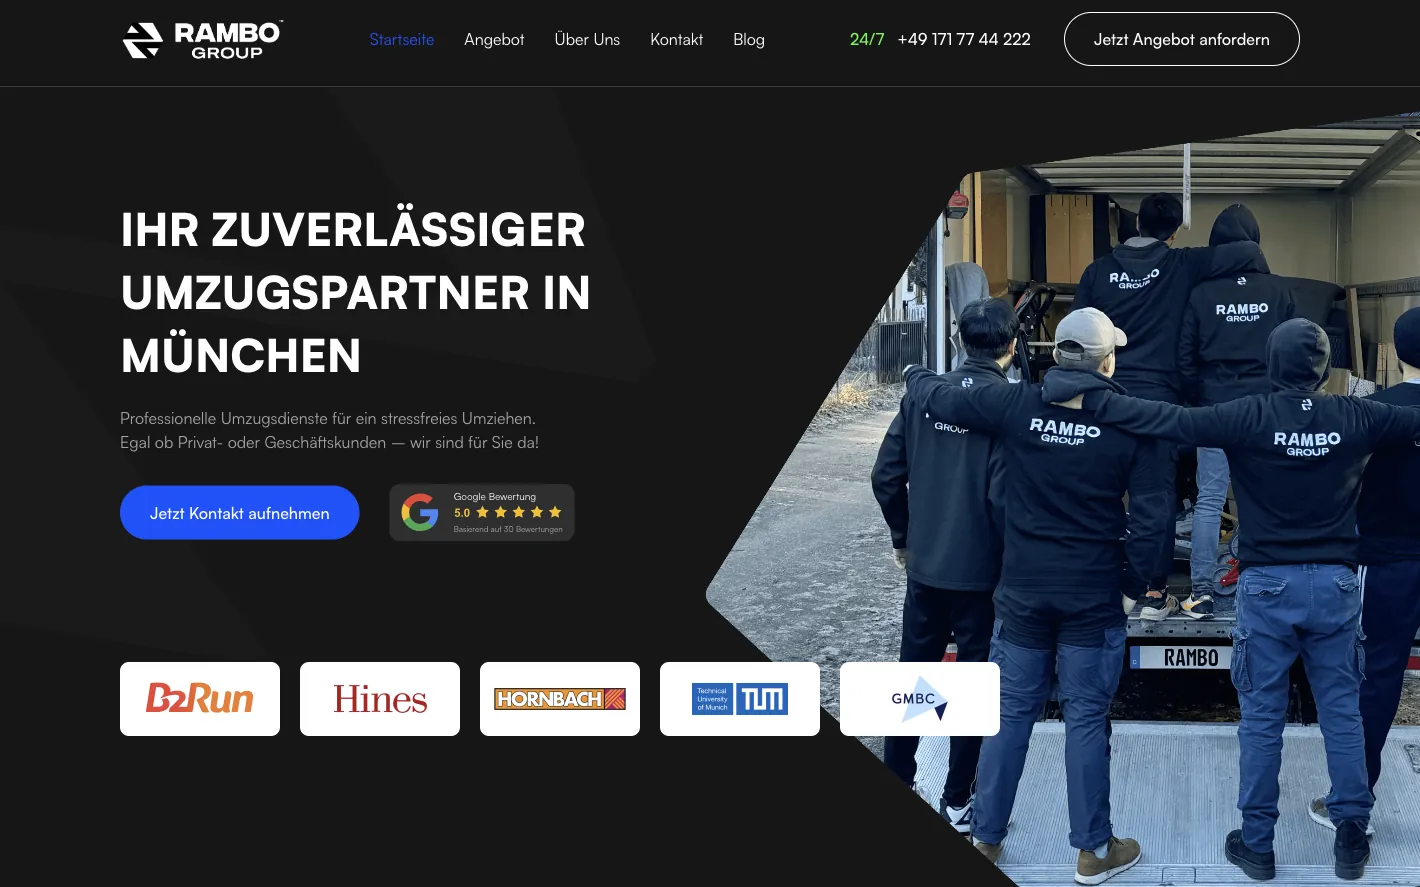 RAMBO
GROUP
Startseite
Angebot
Über Uns
Kontakt
Blog
24/7 +49 171 77 44 222
Jetzt Angebot anfordern
IHR ZUVERLÄSSIGER
UMZUGSPARTNER IN
MÜNCHEN
Professionelle Umzugsdienste für ein stressfreies Umziehen.
Egal ob Privat- oder Geschäftskunden — wir sind für Sie da!
Jetzt Kontakt aufnehmen
Google Bewertung
5.0
Basierend auf 30 Bewertungen
RAMBO
GROUP
RAMBO
GROUP
GROUP
RAMBO
GROUP
RAMBO
GROUP
RAMBO
B2Run
Hines
HORNBACH
Technical
University
of Munich
TUM
GMBC